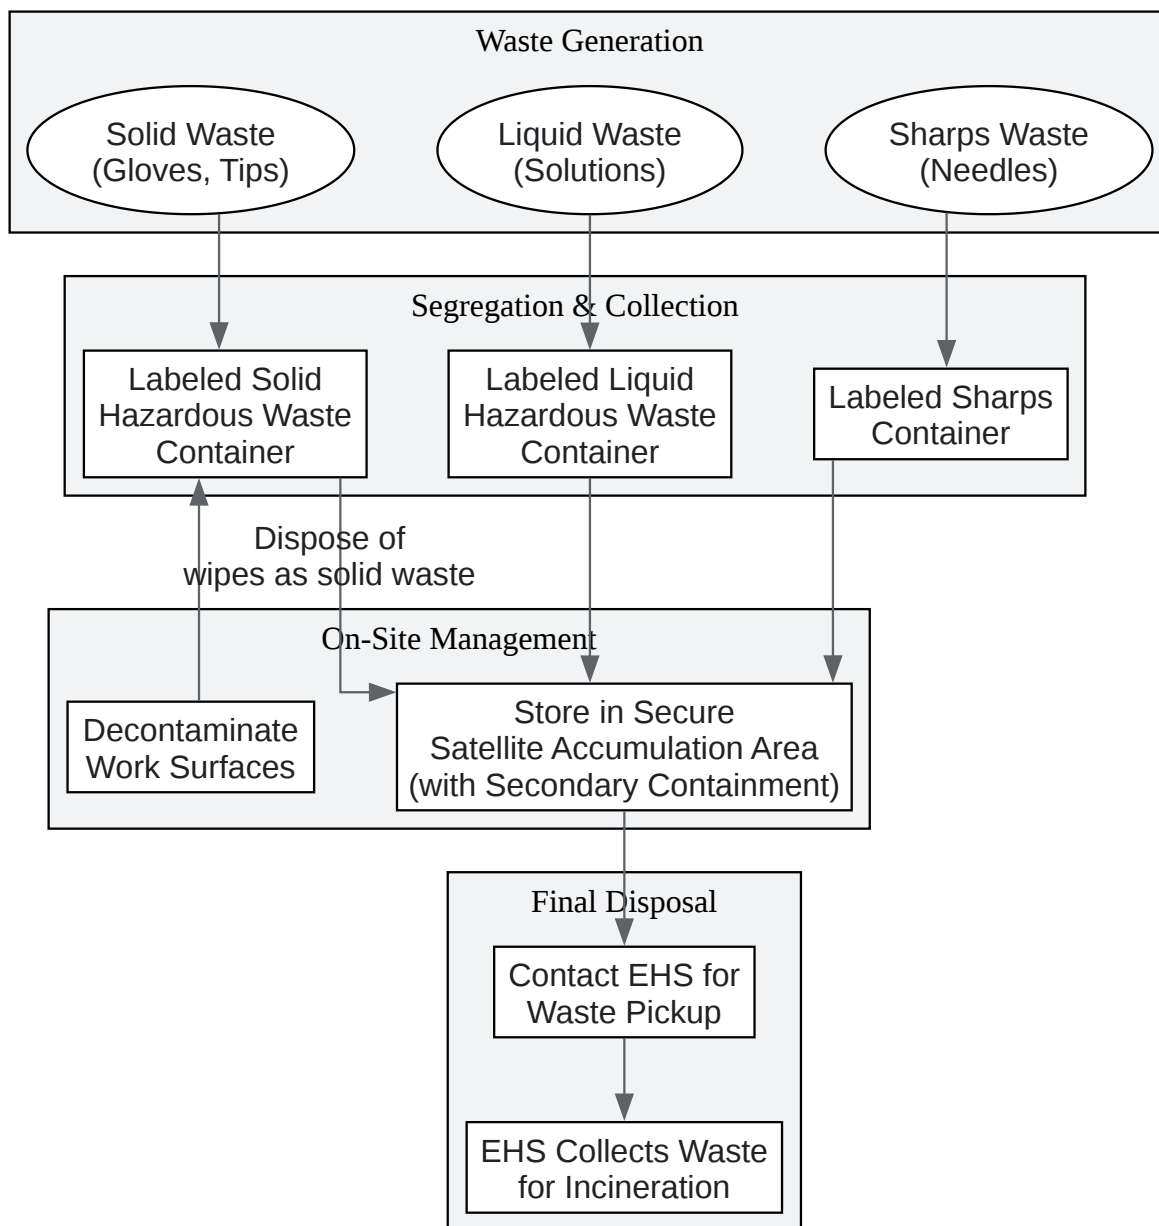 Waste Generation
Solid Waste
(Gloves, Tips)
Liquid Waste
(Solutions)
Sharps Waste
(Needles)
Segregation & Collection
Labeled Solid
Hazardous Waste
Container
Labeled Liquid
Hazardous Waste
Container
Labeled Sharps
Container
Dispose of
wipes as solid waste
On-Site Management
Decontaminate
Work Surfaces
Store in Secure
Satellite Accumulation Area
(with Secondary Containment)
Final Disposal
Contact EHS for
Waste Pickup
EHS Collects Waste
for Incineration